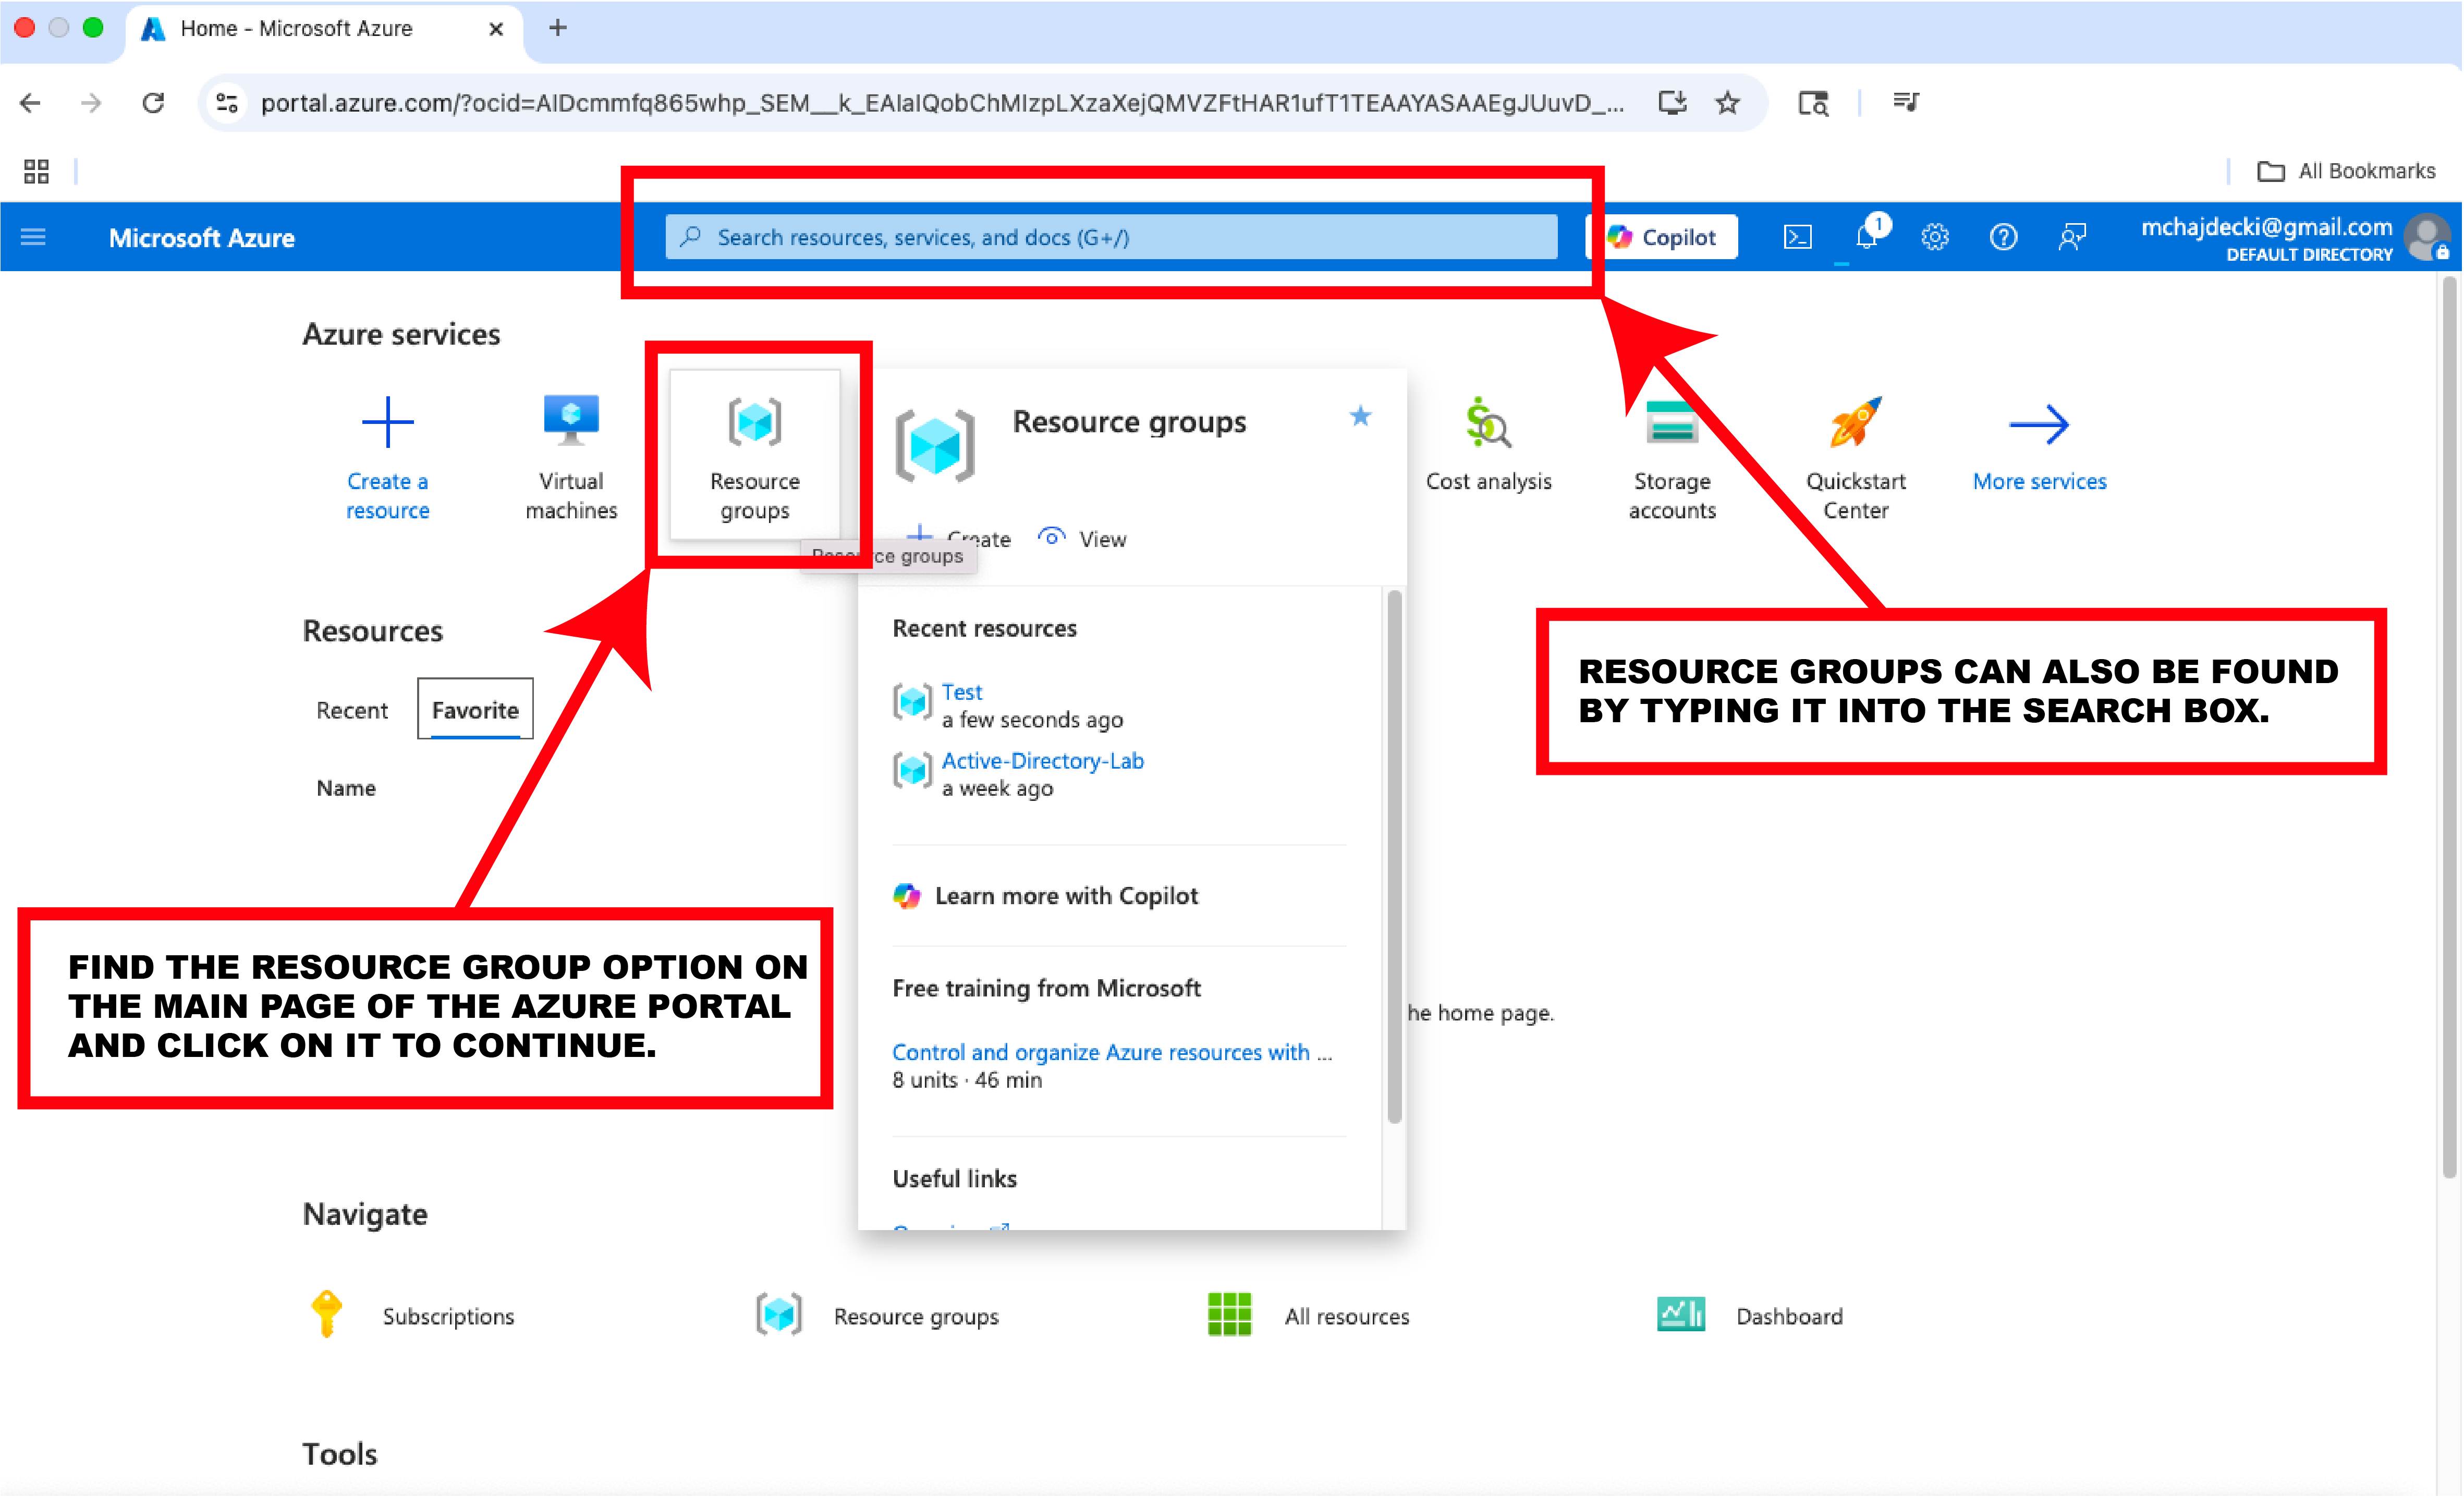 Home - Microsoft Azure
portal.azure.com/?ocid=AIDcmmfq865whp_SEM__k_EAIaIQobChMIzpLXzaXejQMVZFtHAR1ufT1TEAAYASAAEgJUuvD_...
All Bookmarks
Microsoft Azure
Search resources, services, and docs (G+/)
Copilot
1
mchajdecki@gmail.com
DEFAULT DIRECTORY
Azure services
Create a
resource
Virtual
machines
Resource
groups
Resource groups
Create
View
Resource groups
Cost analysis
Storage
accounts
Quickstart
Center
More services
Resources
Recent
Favorite
Name
Recent resources
Test
a few seconds ago
Active-Directory-Lab
a week ago
Learn more with Copilot
Free training from Microsoft
Control and organize Azure resources with ...
8 units · 46 min
Useful links
he home page.
RESOURCE GROUPS CAN ALSO BE FOUND
BY TYPING IT INTO THE SEARCH BOX.
FIND THE RESOURCE GROUP OPTION ON
THE MAIN PAGE OF THE AZURE PORTAL
AND CLICK ON IT TO CONTINUE.
Navigate
Subscriptions
Resource groups
All resources
Dashboard
Tools